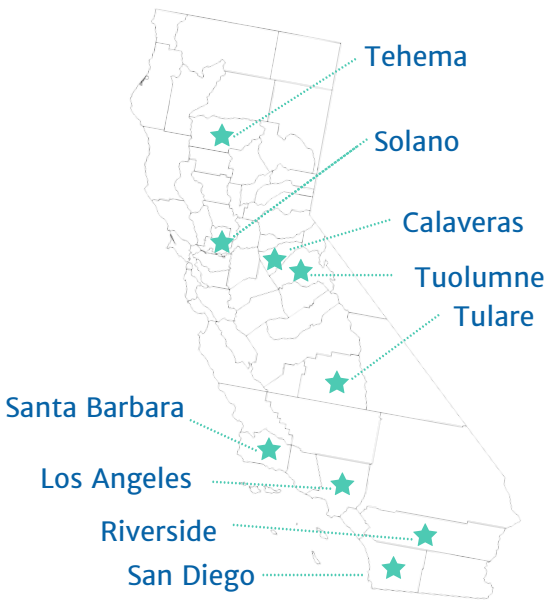 Tehema
Solano
Calaveras
Tuolumne
Tulare
Santa Barbara
Los Angeles
Riverside
San Diego